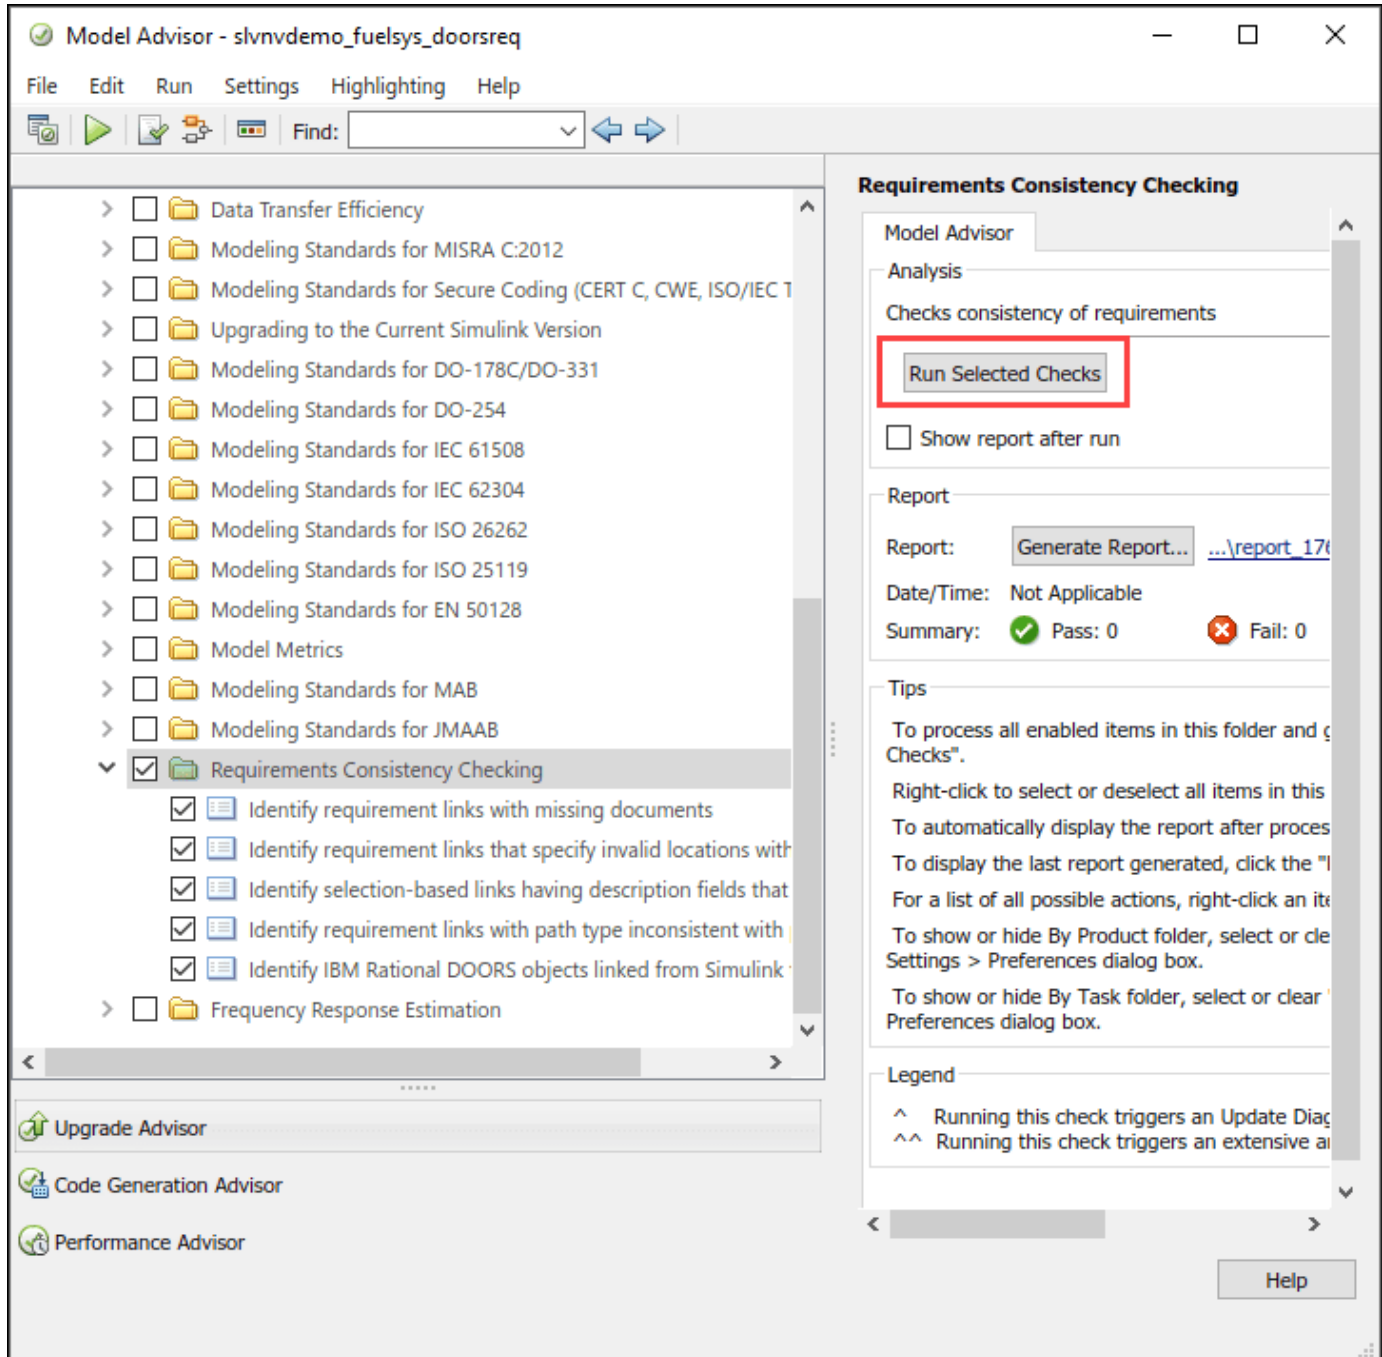 Model Advisor - slvnvdemo_fuelsys_doorsreq
File Edit Run Settings Highlighting Help
Find:
Data Transfer Efficiency
Modeling Standards for MISRA C:2012
Modeling Standards for Secure Coding (CERT C, CWE, ISO/IEC T
Upgrading to the Current Simulink Version
Modeling Standards for DO-178C/DO-331
Modeling Standards for DO-254
Modeling Standards for IEC 61508
Modeling Standards for IEC 62304
Modeling Standards for ISO 26262
Modeling Standards for ISO 25119
Modeling Standards for EN 50128
Model Metrics
Modeling Standards for MAB
Modeling Standards for JMAAB
Requirements Consistency Checking
Identify requirement links with missing documents
Identify requirement links that specify invalid locations with
Identify selection-based links having description fields that
Identify requirement links with path type inconsistent with
Identify IBM Rational DOORS objects linked from Simulink
Frequency Response Estimation
Upgrade Advisor
Code Generation Advisor
Performance Advisor
Requirements Consistency Checking
Model Advisor
Analysis
Checks consistency of requirements
Run Selected Checks
Show report after run
Report
Report: Generate Report... ...\report_176
Date/Time: Not Applicable
Summary: Pass: 0 Fail: 0
Tips
To process all enabled items in this folder and g
Checks".
Right-click to select or deselect all items in this
To automatically display the report after proces
To display the last report generated, click the "
For a list of all possible actions, right-click an ite
To show or hide By Product folder, select or cle
Settings > Preferences dialog box.
To show or hide By Task folder, select or clear
Preferences dialog box.
Legend
^ Running this check triggers an Update Diag
^^ Running this check triggers an extensive a
Help